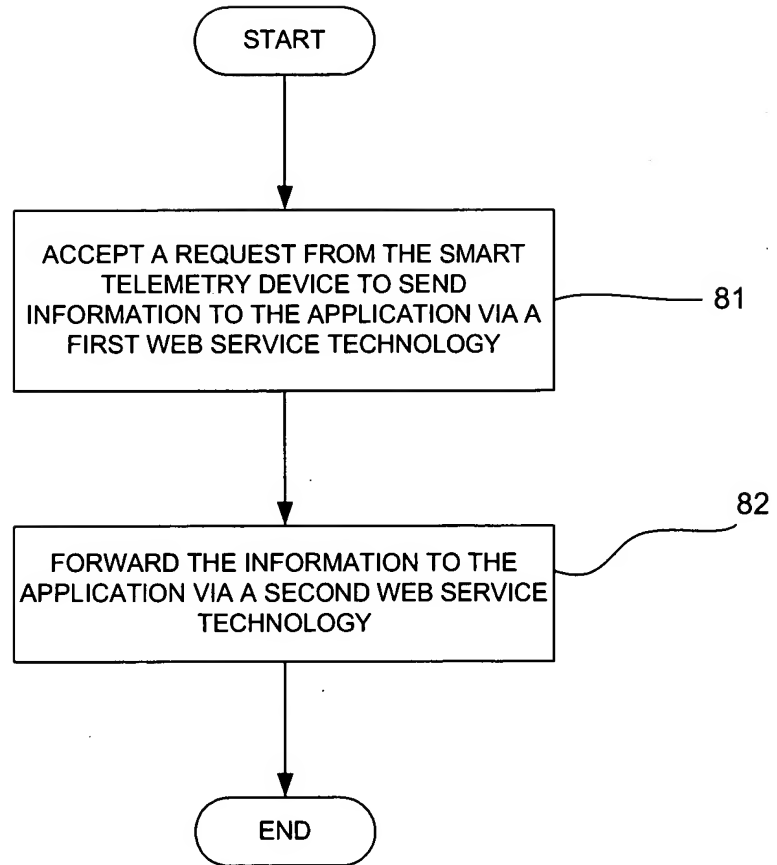 START
ACCEPT A REQUEST FROM THE SMART
TELEMETRY DEVICE TO SEND
INFORMATION TO THE APPLICATION VIA A
FIRST WEB SERVICE TECHNOLOGY
81
82
FORWARD THE INFORMATION TO THE
APPLICATION VIA A SECOND WEB SERVICE
TECHNOLOGY
END